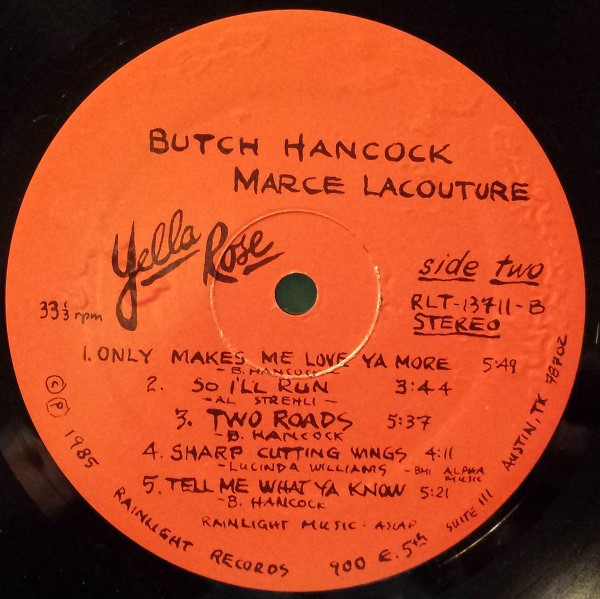 BUTCH HANCOCK
MARCE LACOUTURE
Yella Rose
side two
RLT-13711-B
STEREO
33 1/3 rpm
1. ONLY MAKES ME LOVE YA MORE 5:49
- B. HANCOCK -
2. SO I'LL RUN 3:44
- AL STREHLI -
3. TWO ROADS 5:37
- B. HANCOCK
4. SHARP CUTTING WINGS 4:11
- LUCINDA WILLIAMS - BMI ALPHA MUSIC
5. TELL ME WHAT YA KNOW 5:21
- B. HANCOCK
RAINLIGHT MUSIC - ASCAP
© ℗ 1985 RAINLIGHT RECORDS 900 E. 5th SUITE 111 AUSTIN, TX 78702